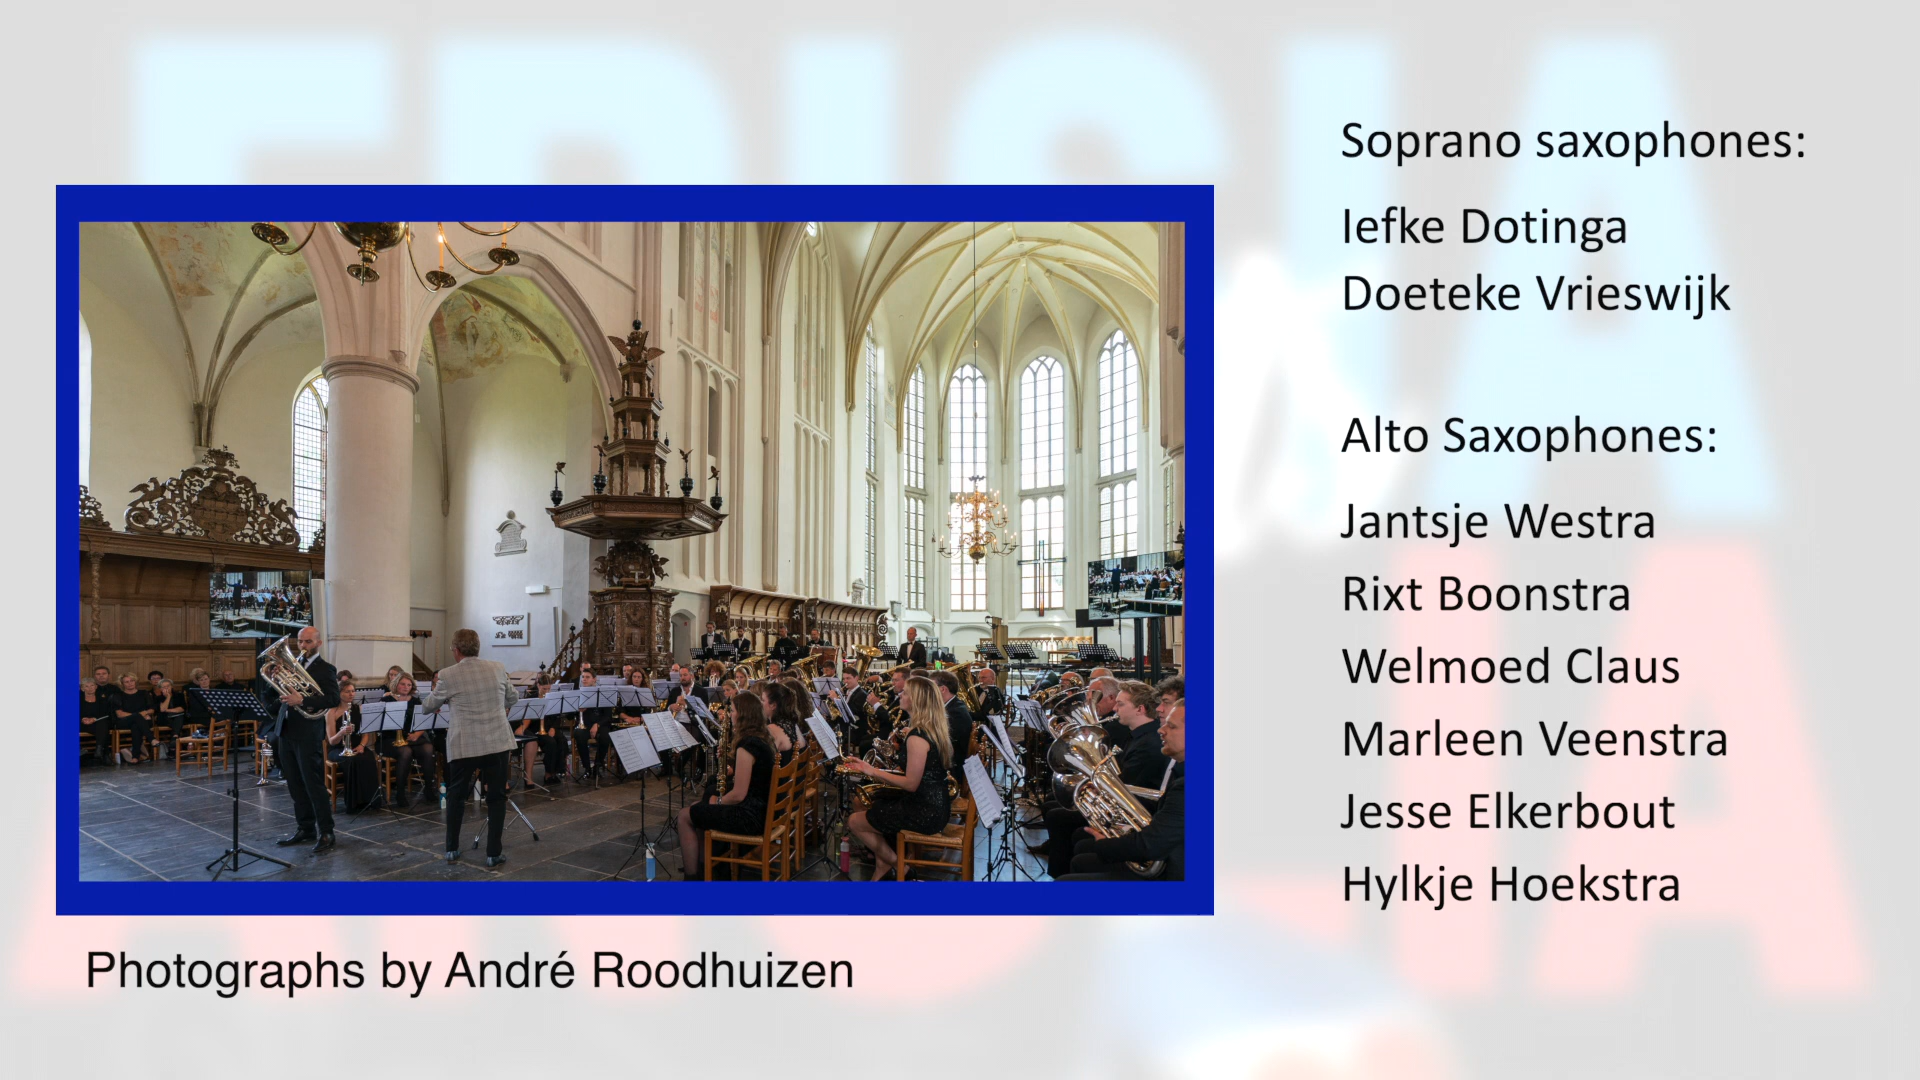 FRISIA
Soprano saxophones:
Iefke Dotinga
Doeteke Vrieswijk
Alto Saxophones:
Jantsje Westra
Rixt Boonstra
Welmoed Claus
Marleen Veenstra
Jesse Elkerbout
Hylkje Hoekstra
Photographs by André Roodhuizen